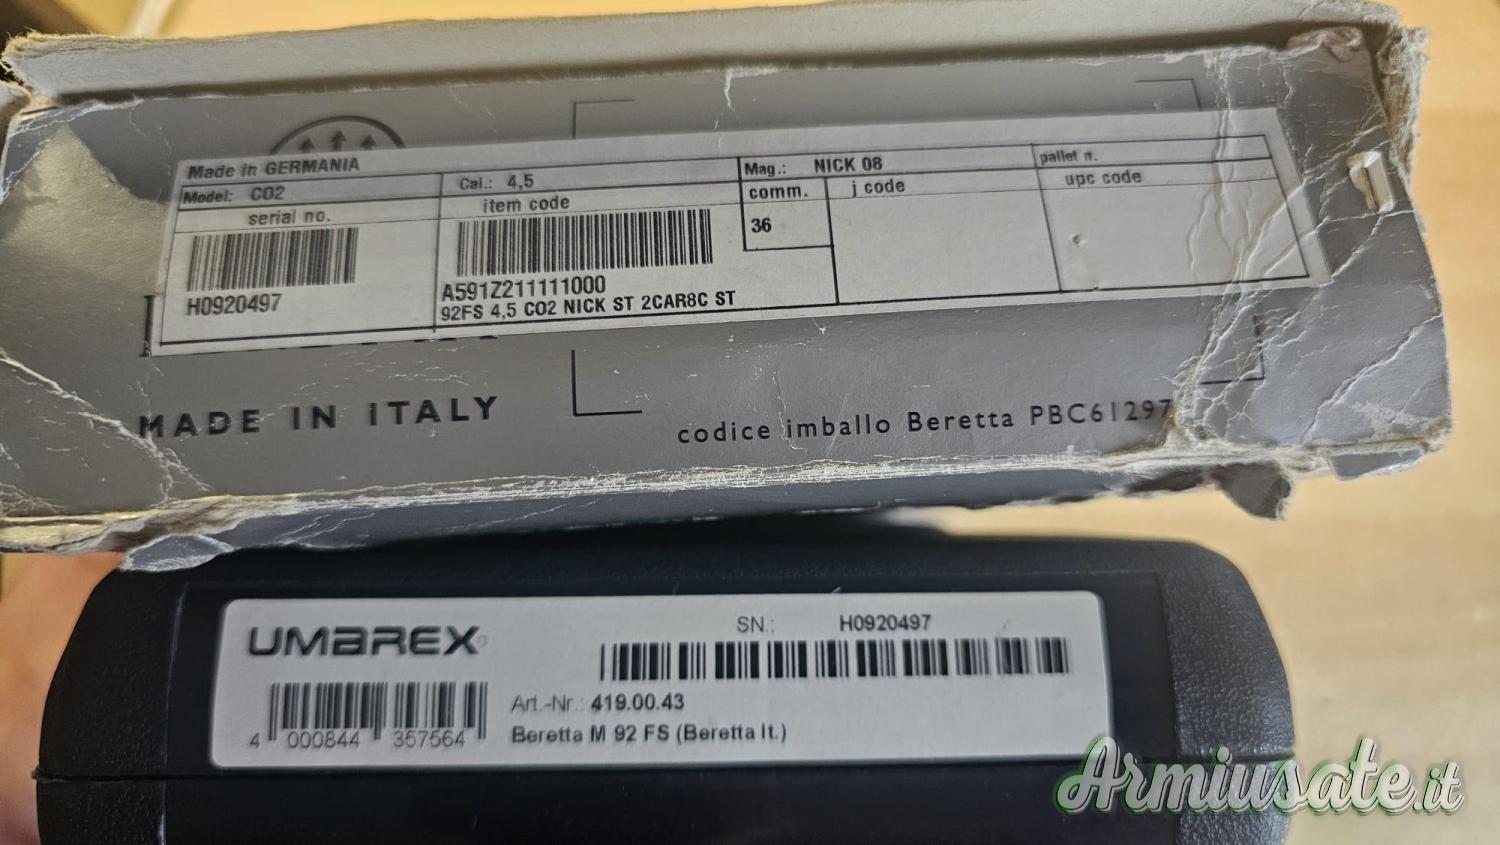 Made in GERMANIA
Model: CO2
Cal.: 4,5
Mag.: NICK 08
pallet n.
serial no.
item code
comm.
j code
upc code
36
H0920497
A591Z211111000
92FS 4,5 CO2 NICK ST 2CAR8C ST
MADE IN ITALY
codice imballo Beretta PBC61297
UMAREX
SN.: H0920497
4 000844 357564
Art.-Nr.: 419.00.43
Beretta M 92 FS (Beretta It.)
Armiusate.it